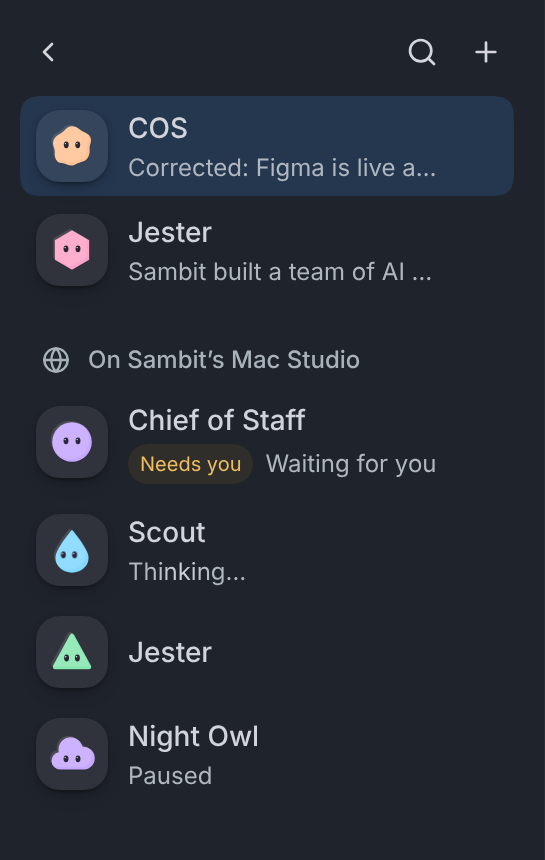 COS
Corrected: Figma is live a...
Jester
Sambit built a team of AI ...
On Sambit’s Mac Studio
Chief of Staff
Needs you Waiting for you
Scout
Thinking...
Jester
Night Owl
Paused